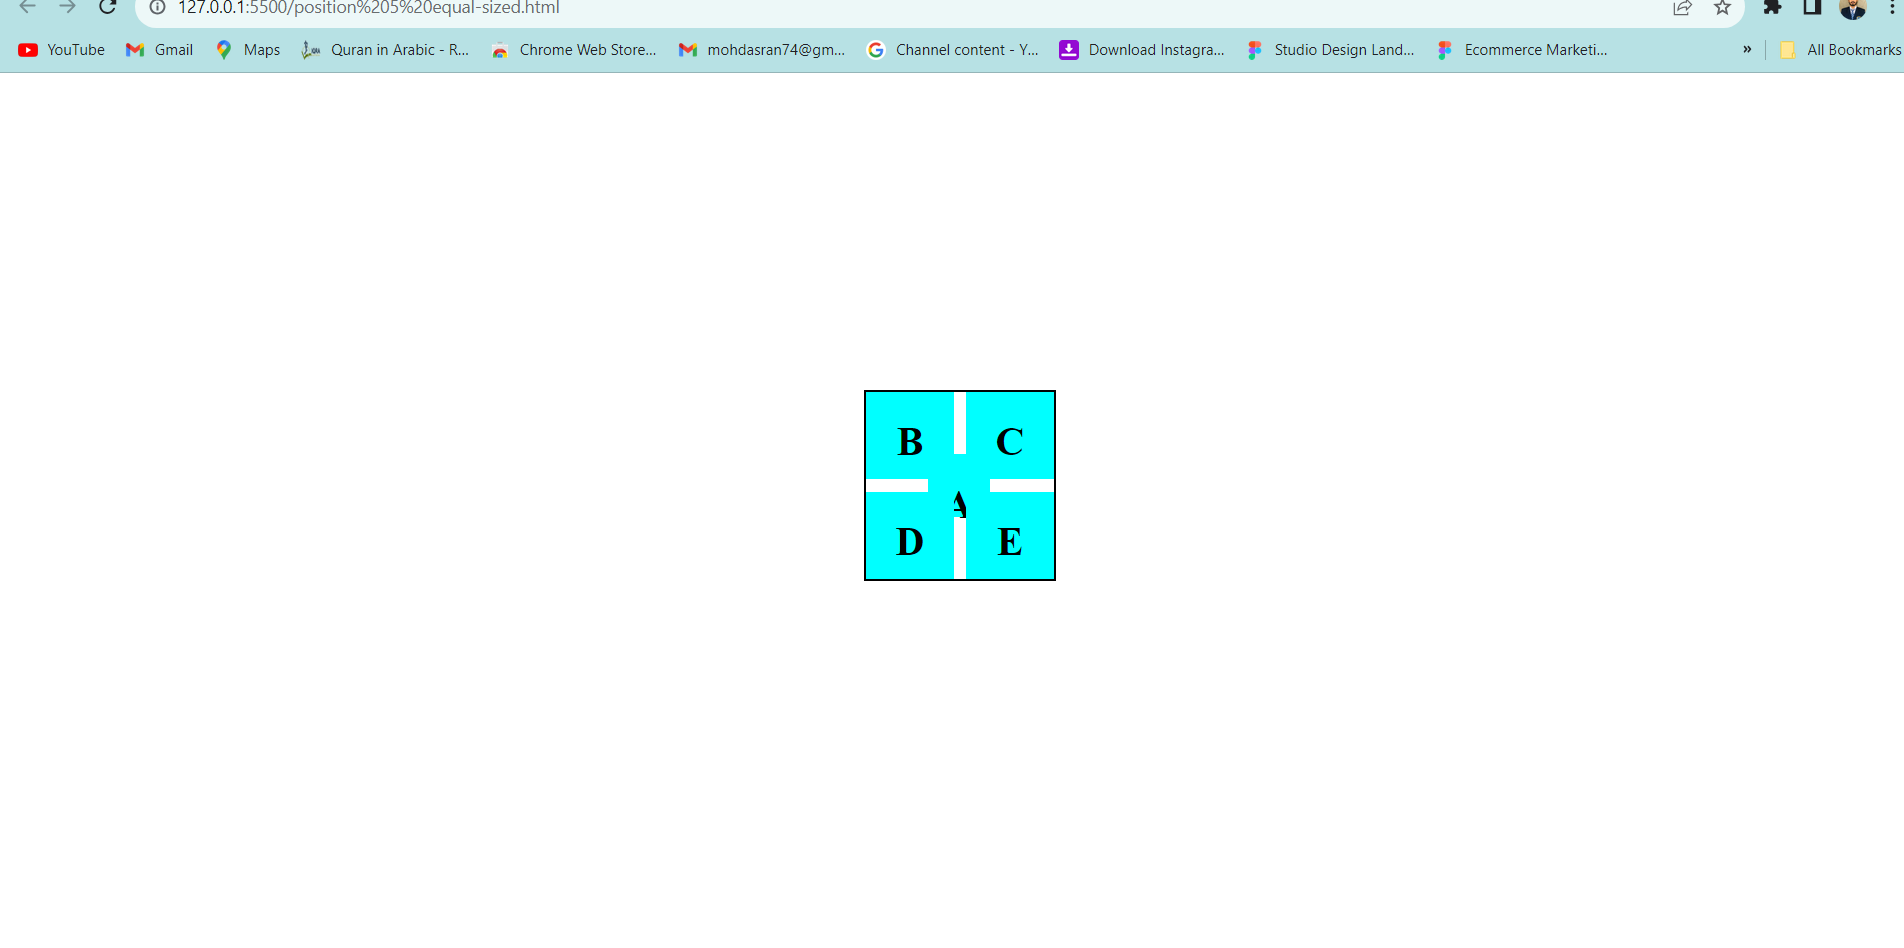 127.0.0.1:5500/position%205%20equal-sized.html
YouTube Gmail Maps Quran in Arabic - R... Chrome Web Store... mohdasran74@gm... Channel content - Y... Download Instagra... Studio Design Land... Ecommerce Marketi... » All Bookmarks
B C
A
D E